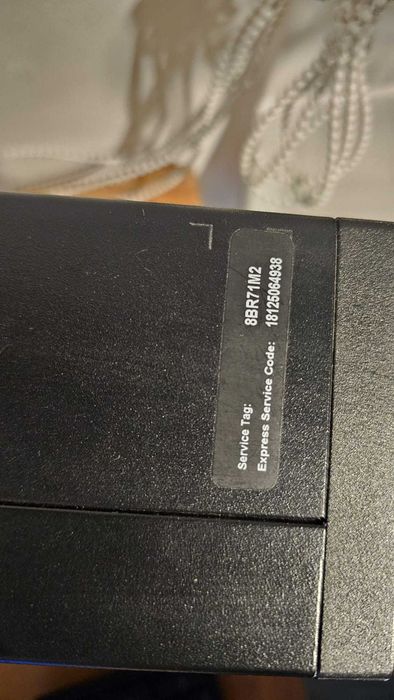 Service Tag: 8BR71M2
Express Service Code: 18125064938